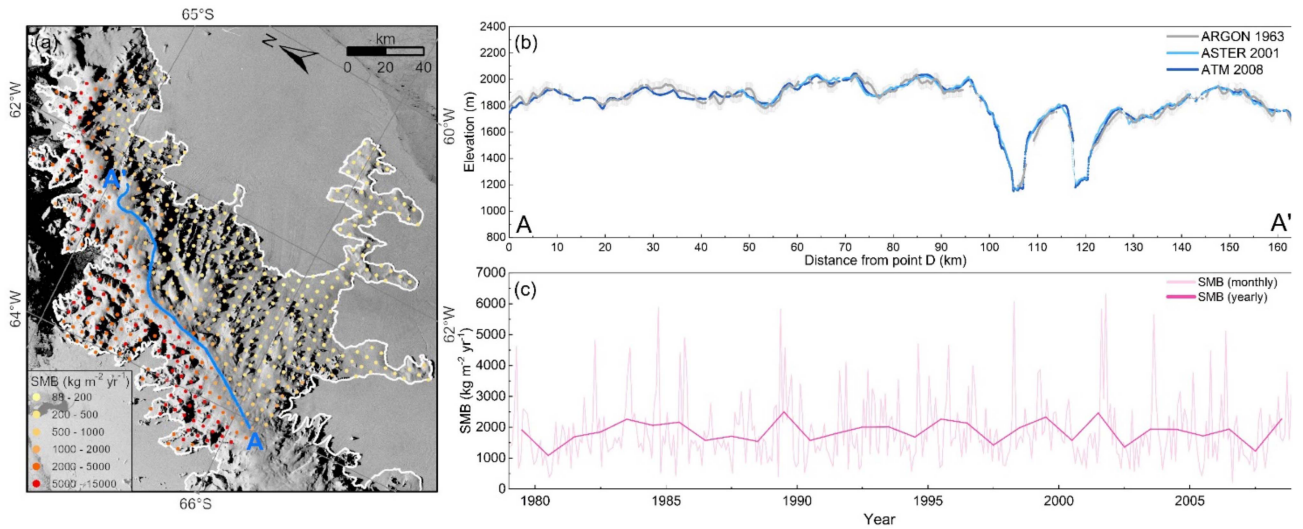 (a)
65°S
N
km
0 20 40
62°W
60°W
64°W
62°W
66°S
A'
A
SMB (kg m⁻² yr⁻¹)
88 - 200
200 - 500
500 - 1000
1000 - 2000
2000 - 5000
5000 -15000
(b)
ARGON 1963
ASTER 2001
ATM 2008
Elevation (m)
2400
2200
2000
1800
1600
1400
1200
1000
800
A
A'
0 10 20 30 40 50 60 70 80 90 100 110 120 130 140 150 160
Distance from point D (km)
(c)
SMB (monthly)
SMB (yearly)
SMB (kg m⁻² yr⁻¹)
7000
6000
5000
4000
3000
2000
1000
0
1980 1985 1990 1995 2000 2005
Year